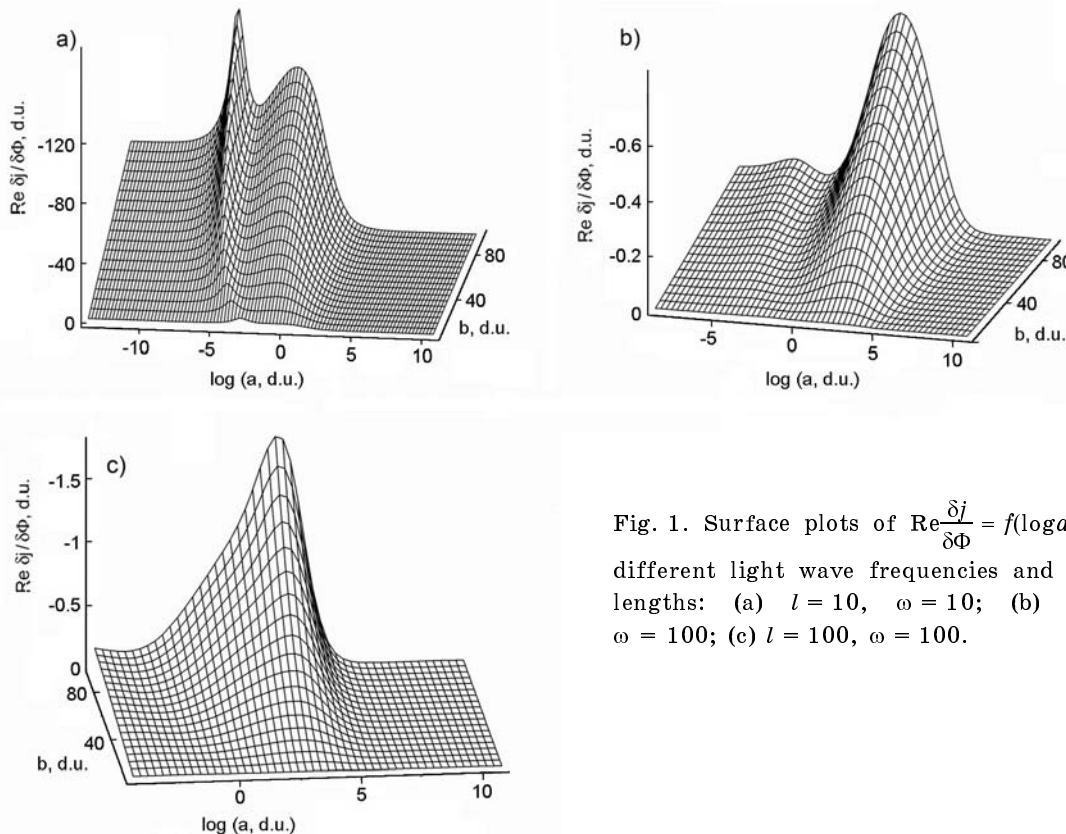 a)
Re δj/δΦ, d.u.
-120
-80
-40
0
-10
-5
0
5
10
log (a, d.u.)
80
40
b, d.u.
b)
Re δj/δΦ, d.u.
-0.6
-0.4
-0.2
0
-5
0
5
10
log (a, d.u.)
80
40
b, d.u.
c)
Re δj/δΦ, d.u.
-1.5
-1
-0.5
0
80
40
b, d.u.
0
5
10
log (a, d.u.)
Fig. 1. Surface plots of Re δj/δΦ = f(loga
different light wave frequencies and
lengths: (a) l = 10, ω = 10; (b)
ω = 100; (c) l = 100, ω = 100.